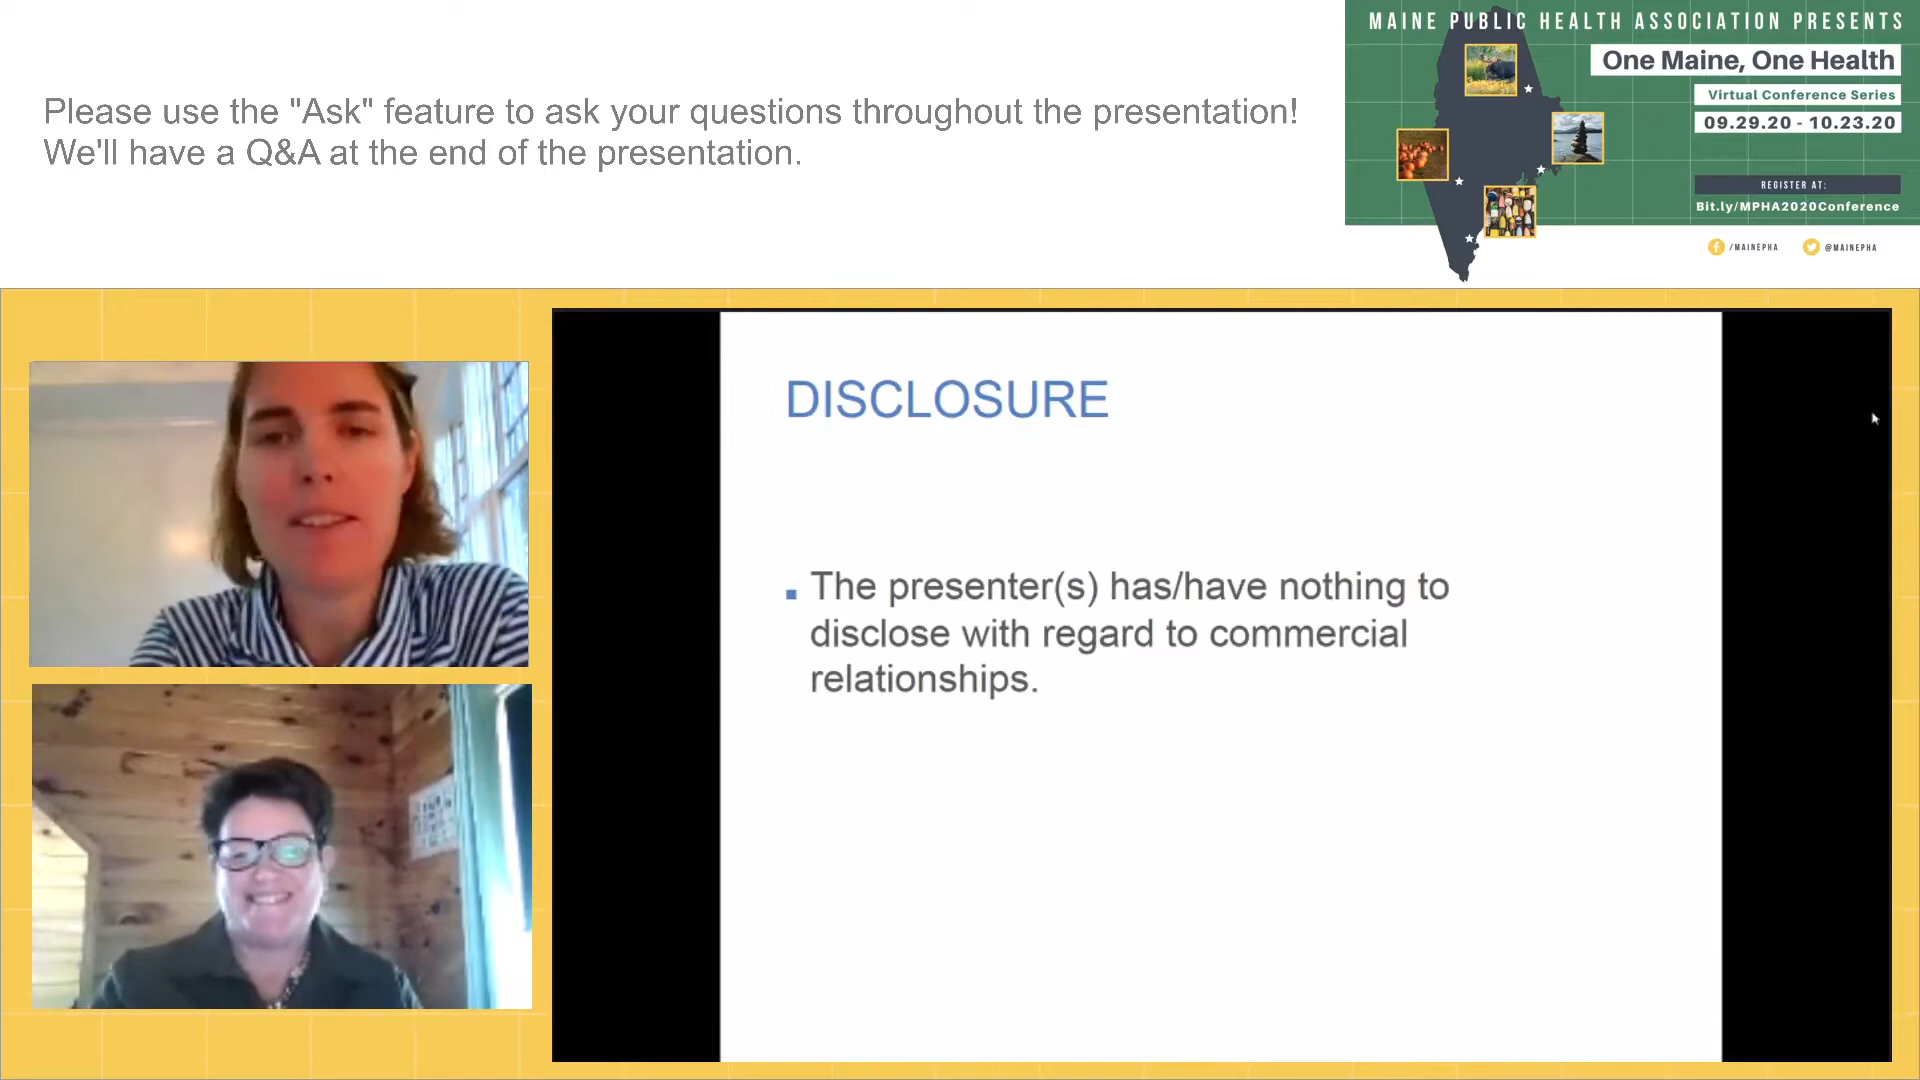 Please use the "Ask" feature to ask your questions throughout the presentation!
We'll have a Q&A at the end of the presentation.
MAINE PUBLIC HEALTH ASSOCIATION PRESENTS
One Maine, One Health
Virtual Conference Series
09.29.20 - 10.23.20
REGISTER AT:
Bit.ly/MPHA2020Conference
/MAINEPHA
@MAINEPHA
DISCLOSURE
The presenter(s) has/have nothing to
disclose with regard to commercial
relationships.